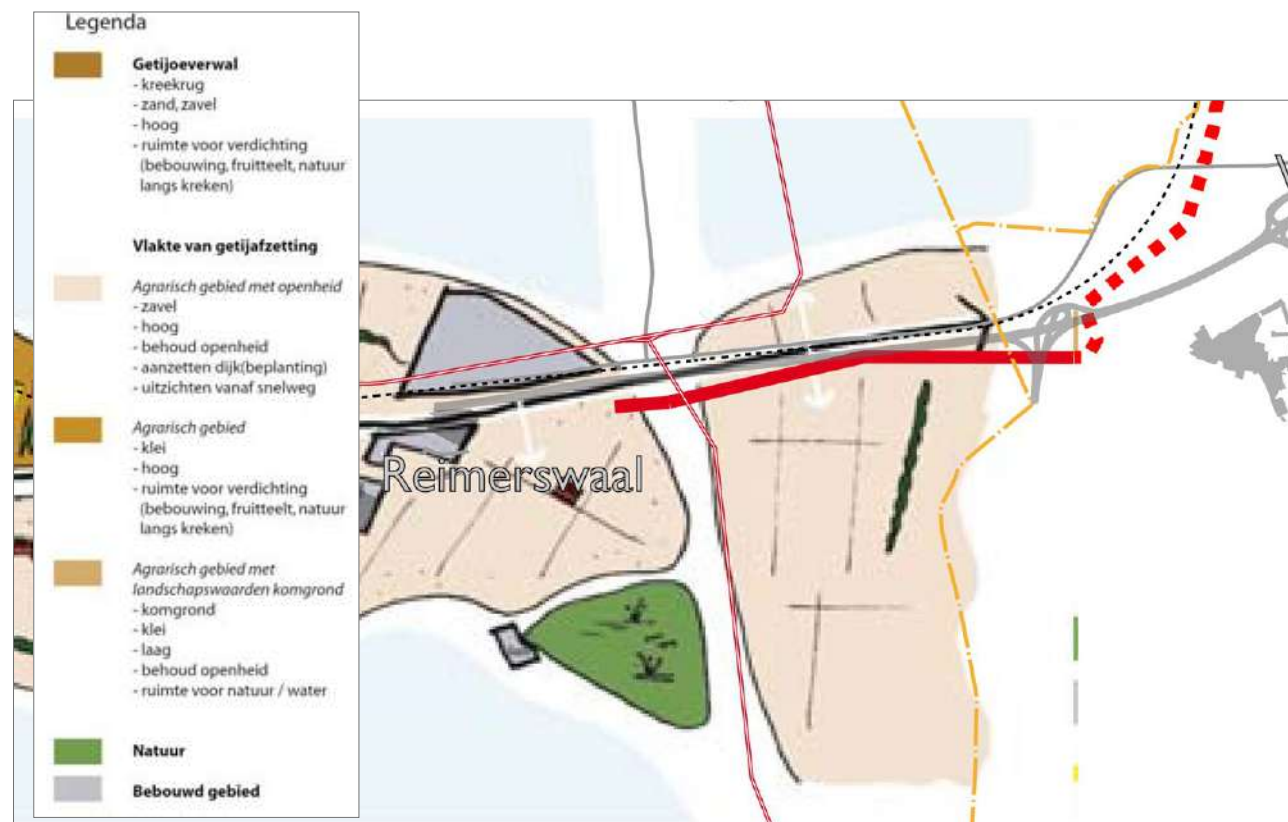 Legenda
Getijoeverwal
- kreekrug
- zand, zavel
- hoog
- ruimte voor verdichting
(bebouwing, fruitteelt, natuur
langs kreken)
Vlakte van getijafzetting
Agrarisch gebied met openheid
- zavel
- hoog
- behoud openheid
- aanzetten dijk(beplanting)
- uitzichten vanaf snelweg
Agrarisch gebied
- klei
- hoog
- ruimte voor verdichting
(bebouwing, fruitteelt, natuur
langs kreken)
Agrarisch gebied met
landschapswaarden komgrond
- komgrond
- klei
- laag
- behoud openheid
- ruimte voor natuur / water
Natuur
Bebouwd gebied
Reimerswaal